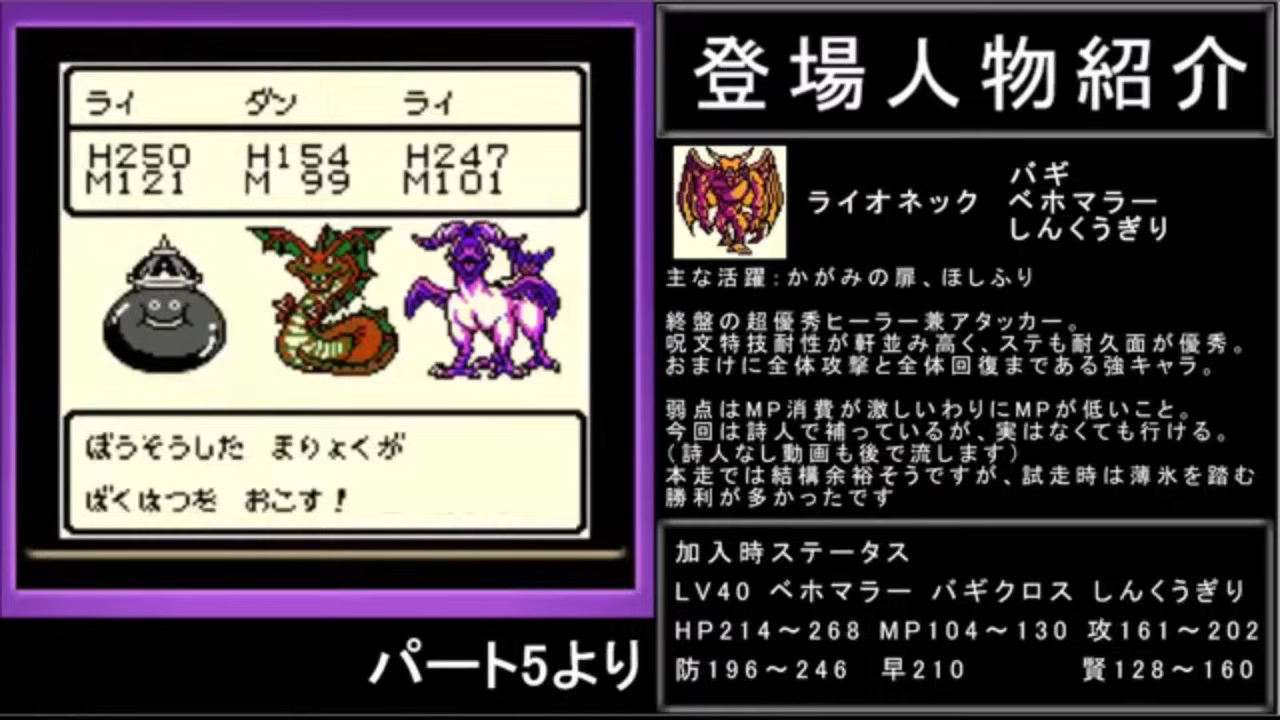 ライ ダン ライ
H250 H154 H247
M121 M 99 M101
ぼうそうした まりょくが
ばくはつを おこす!
パート5より
登場人物紹介
ライオネック
バギ
ベホマラー
しんくうぎり
主な活躍:かがみの扉、ほしふり
終盤の超優秀ヒーラー兼アタッカー。
呪文特技耐性が軒並み高く、ステも耐久面が優秀。
おまけに全体攻撃と全体回復まである強キャラ。
弱点はMP消費が激しいわりにMPが低いこと。
今回は詩人で補っているが、実はなくても行ける。
(詩人なし動画も後で流します)
本走では結構余裕そうですが、試走時は薄氷を踏む
勝利が多かったです
加入時ステータス
LV40 ベホマラー バギクロス しんくうぎり
HP214~268 MP104~130 攻161~202
防196~246 早210 賢128~160